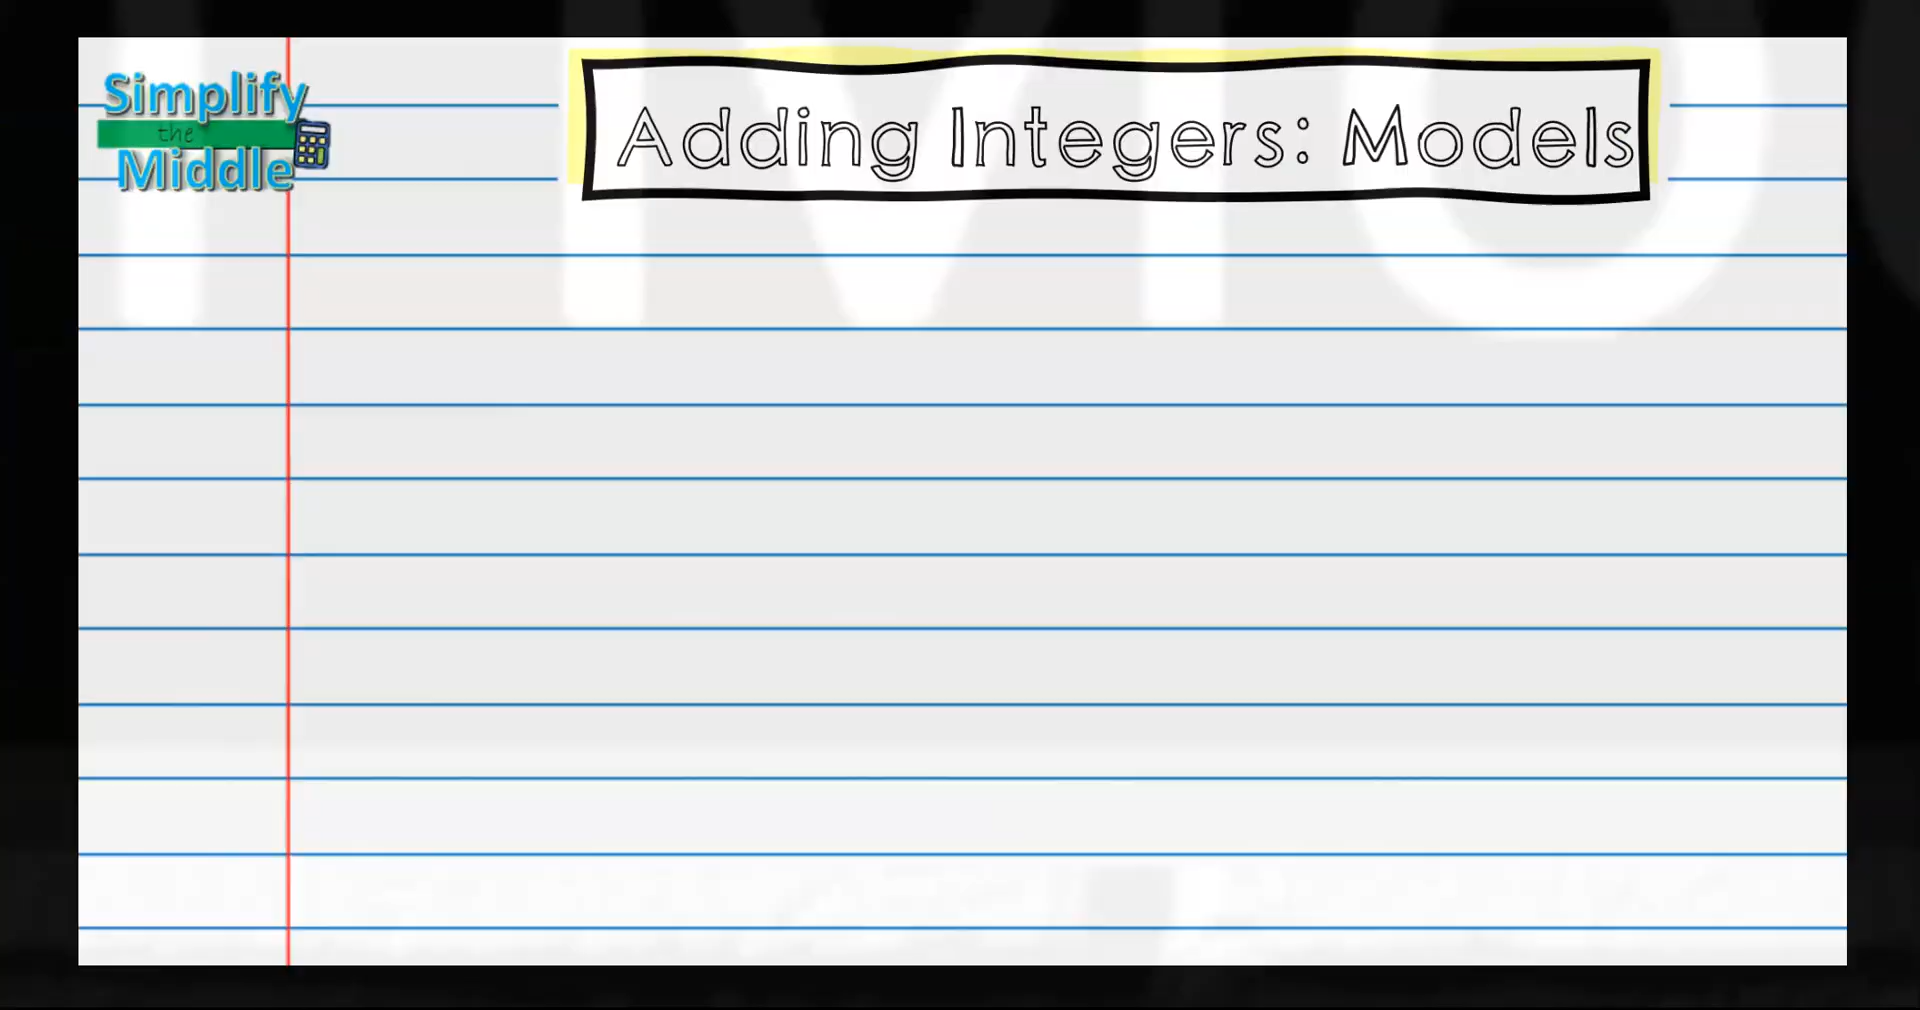 Simplify
the
Middle
Adding Integers: Models